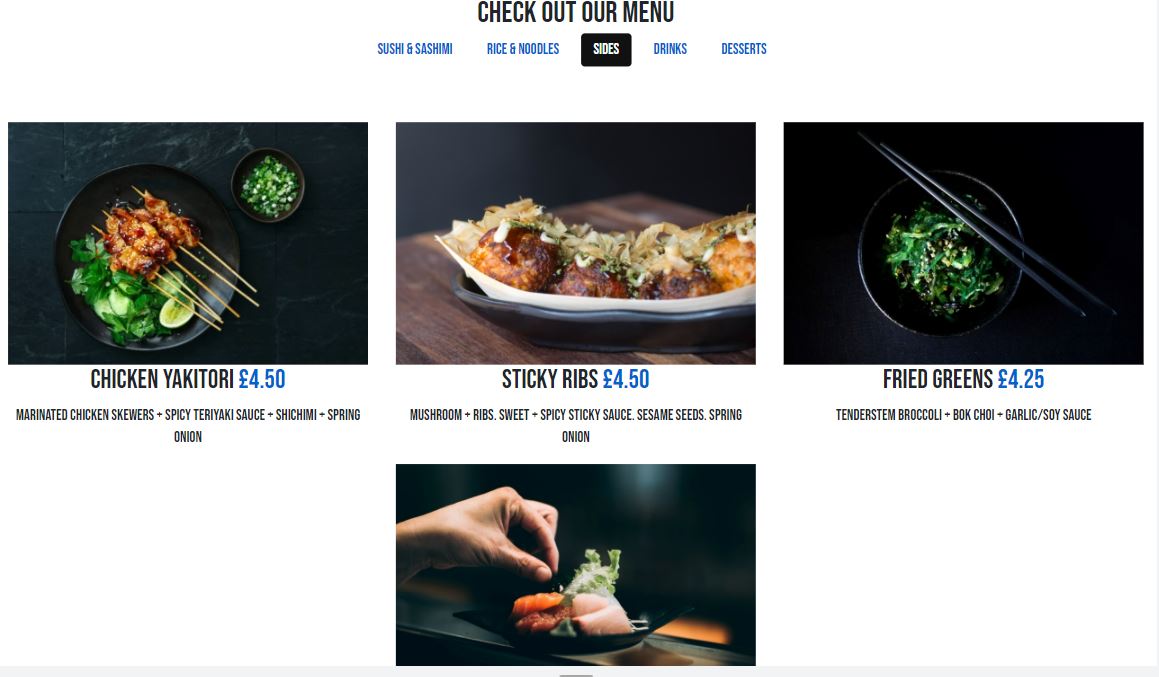 CHECK OUT OUR MENU
SUSHI & SASHIMI RICE & NOODLES SIDES DRINKS DESSERTS
CHICKEN YAKITORI £4.50
MARINATED CHICKEN SKEWERS + SPICY TERIYAKI SAUCE + SHICHIMI + SPRING
ONION
STICKY RIBS £4.50
MUSHROOM + RIBS. SWEET + SPICY STICKY SAUCE. SESAME SEEDS. SPRING
ONION
FRIED GREENS £4.25
TENDERSTEM BROCCOLI + BOK CHOI + GARLIC/SOY SAUCE